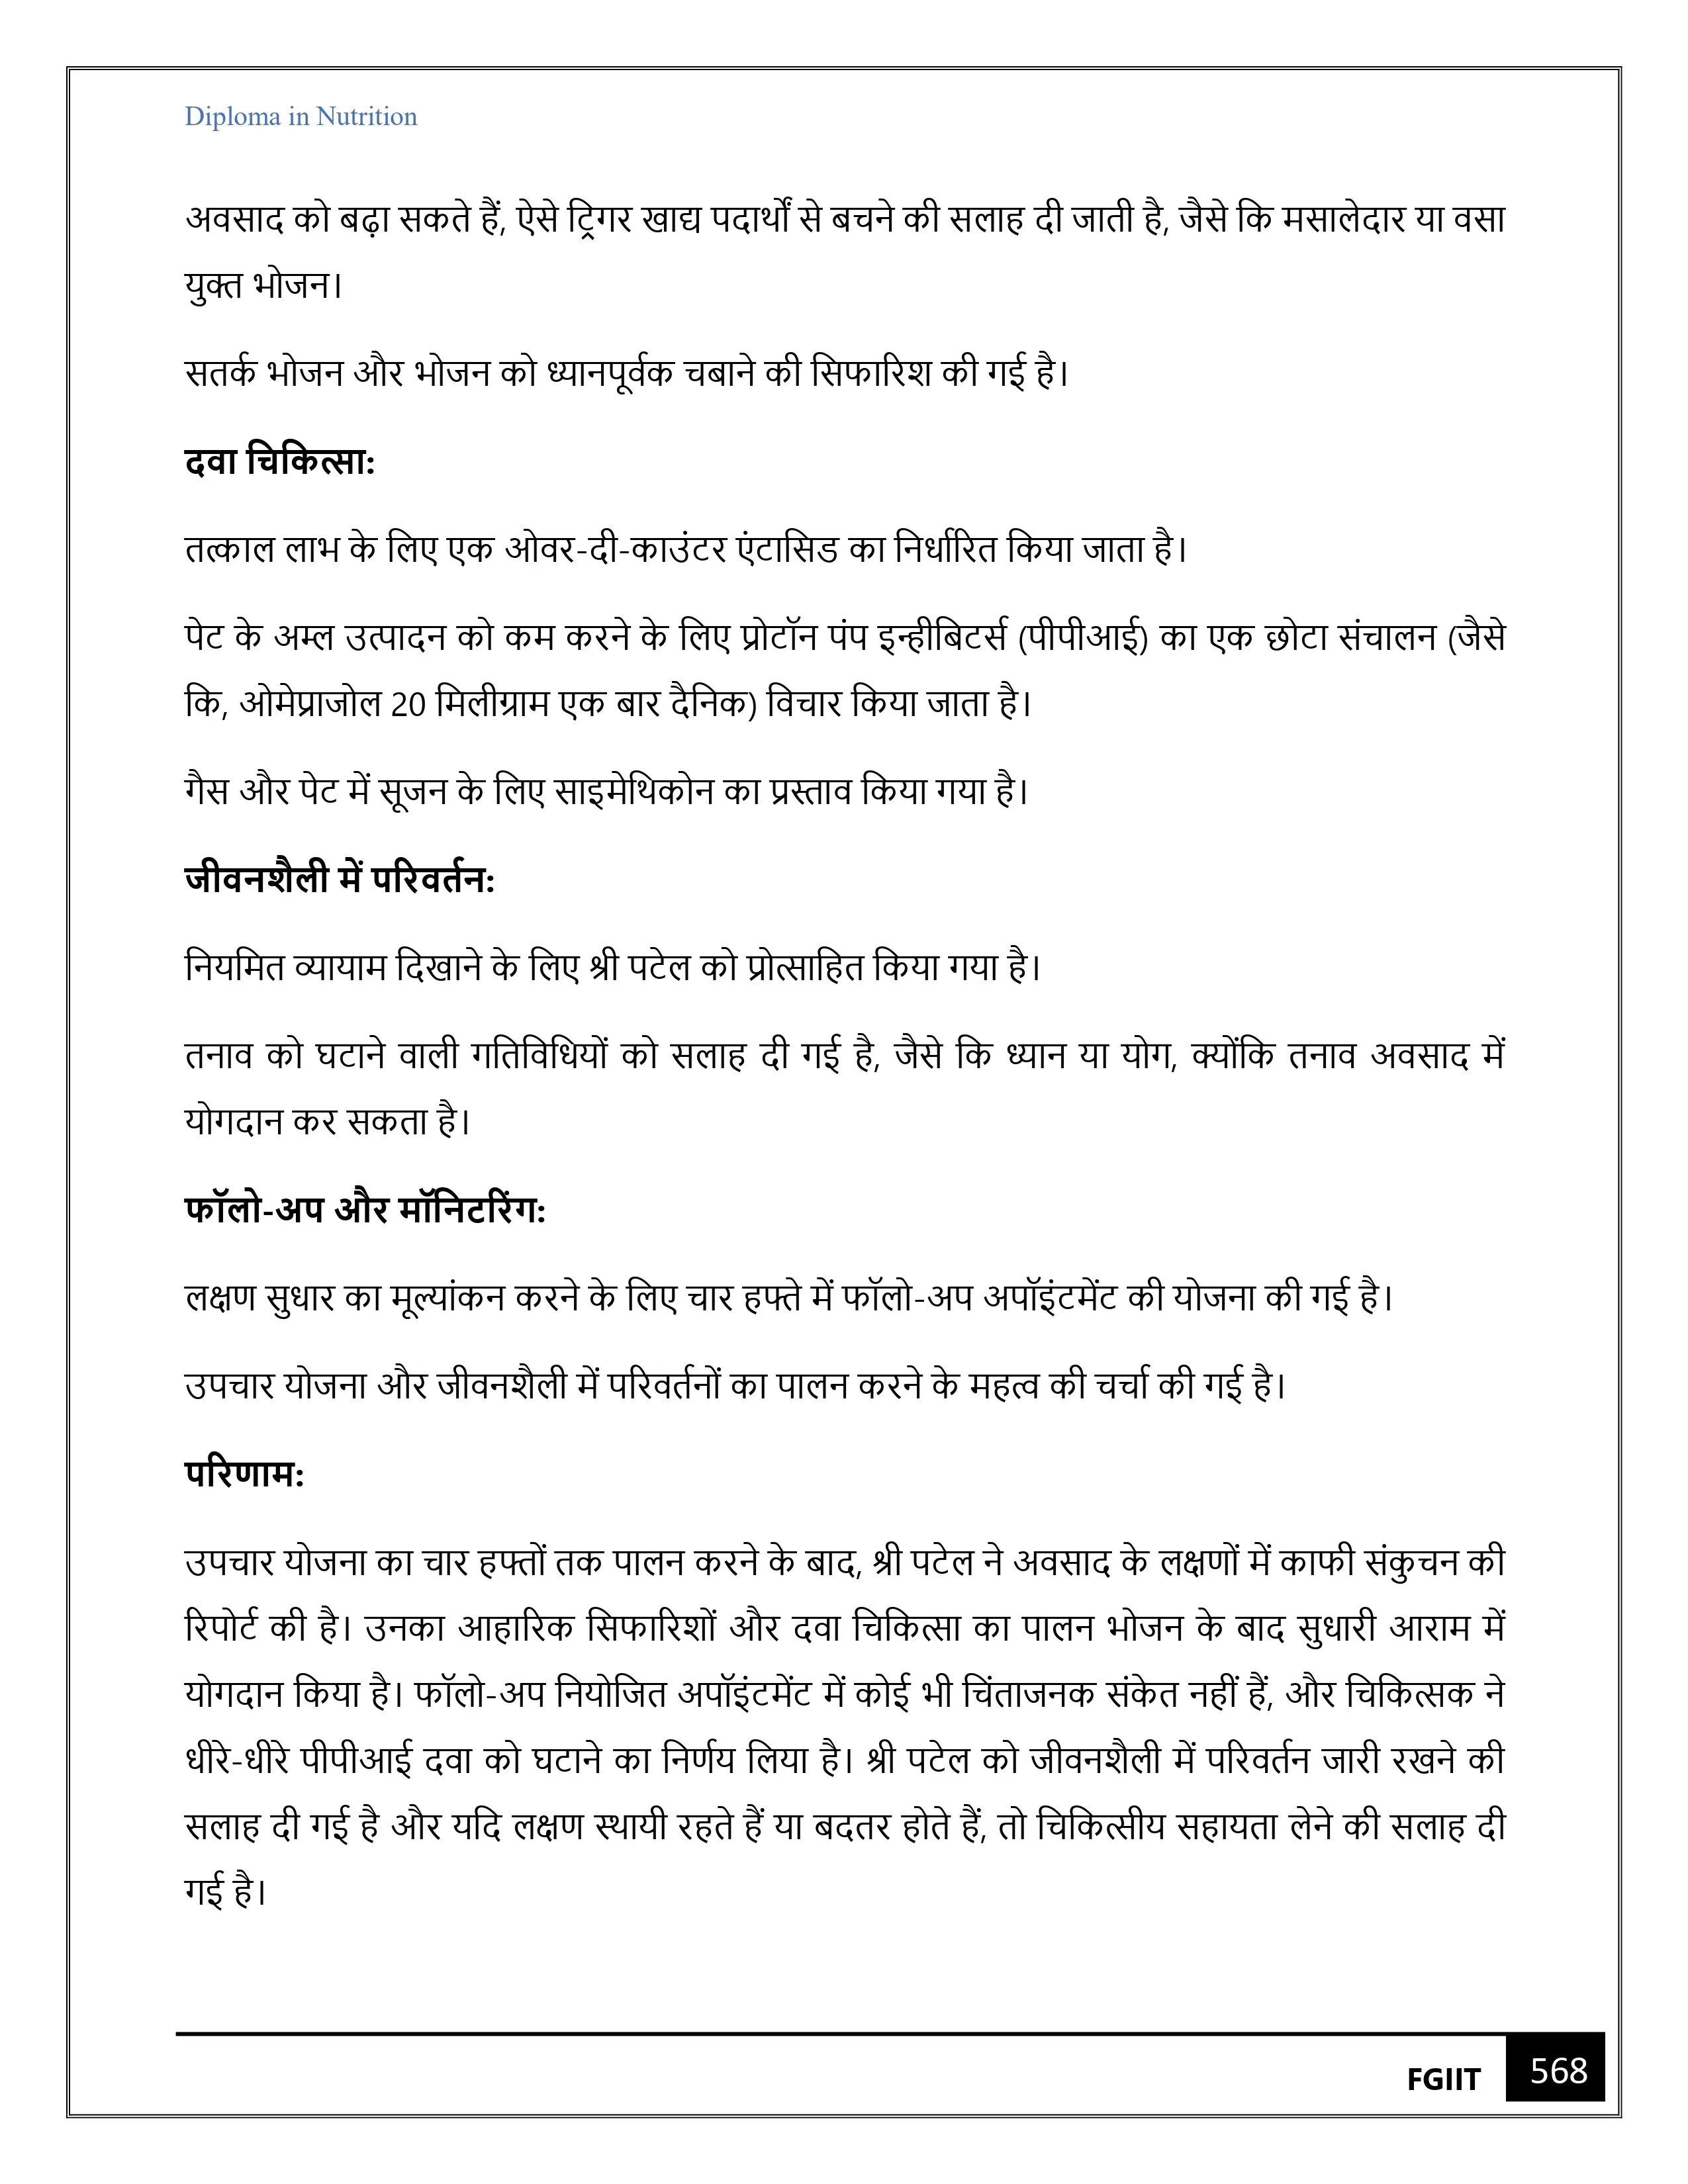 Diploma in Nutrition
अवसाद को बढ़ा सकते हैं, ऐसे ट्रिगर खाद्य पदार्थों से बचने की सलाह दी जाती है, जैसे कि मसालेदार या वसा
युक्त भोजन।
सतर्क भोजन और भोजन को ध्यानपूर्वक चबाने की सिफारिश की गई है।
दवा चिकित्सा:
तत्काल लाभ के लिए एक ओवर-दी-काउंटर एंटासिड का निर्धारित किया जाता है।
पेट के अम्ल उत्पादन को कम करने के लिए प्रोटॉन पंप इन्हीबिटर्स (पीपीआई) का एक छोटा संचालन (जैसे
कि, ओमेप्राजोल 20 मिलीग्राम एक बार दैनिक) विचार किया जाता है।
गैस और पेट में सूजन के लिए साइमेथिकोन का प्रस्ताव किया गया है।
जीवनशैली में परिवर्तन:
नियमित व्यायाम दिखाने के लिए श्री पटेल को प्रोत्साहित किया गया है।
तनाव को घटाने वाली गतिविधियों को सलाह दी गई है, जैसे कि ध्यान या योग, क्योंकि तनाव अवसाद में
योगदान कर सकता है।
फॉलो-अप और मॉनिटरिंग:
लक्षण सुधार का मूल्यांकन करने के लिए चार हफ्ते में फॉलो-अप अपॉइंटमेंट की योजना की गई है।
उपचार योजना और जीवनशैली में परिवर्तनों का पालन करने के महत्व की चर्चा की गई है।
परिणाम:
उपचार योजना का चार हफ्तों तक पालन करने के बाद, श्री पटेल ने अवसाद के लक्षणों में काफी संकुचन की
रिपोर्ट की है। उनका आहारिक सिफारिशों और दवा चिकित्सा का पालन भोजन के बाद सुधारी आराम में
योगदान किया है। फॉलो-अप नियोजित अपॉइंटमेंट में कोई भी चिंताजनक संकेत नहीं हैं, और चिकित्सक ने
धीरे-धीरे पीपीआई दवा को घटाने का निर्णय लिया है। श्री पटेल को जीवनशैली में परिवर्तन जारी रखने की
सलाह दी गई है और यदि लक्षण स्थायी रहते हैं या बदतर होते हैं, तो चिकित्सीय सहायता लेने की सलाह दी
गई है।
FGIIT 568